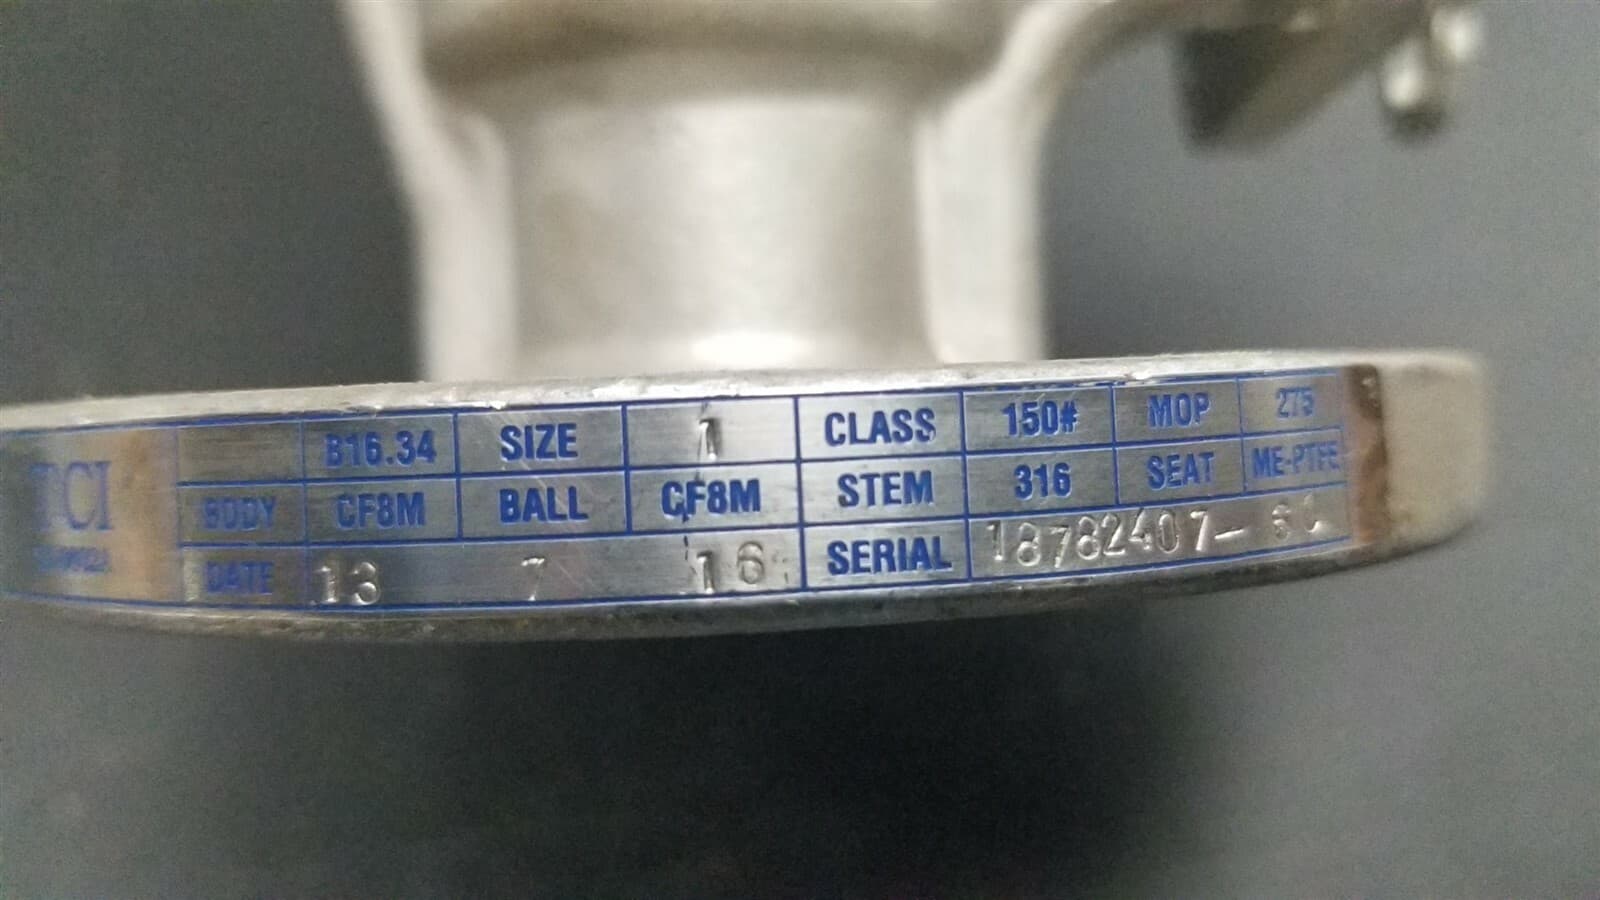 TCI
B16.34 SIZE 1 CLASS 150# MOP 275
BODY CF8M BALL CF8M STEM 316 SEAT ME-PTFE
DATE 13 7 16 SERIAL 18782407-